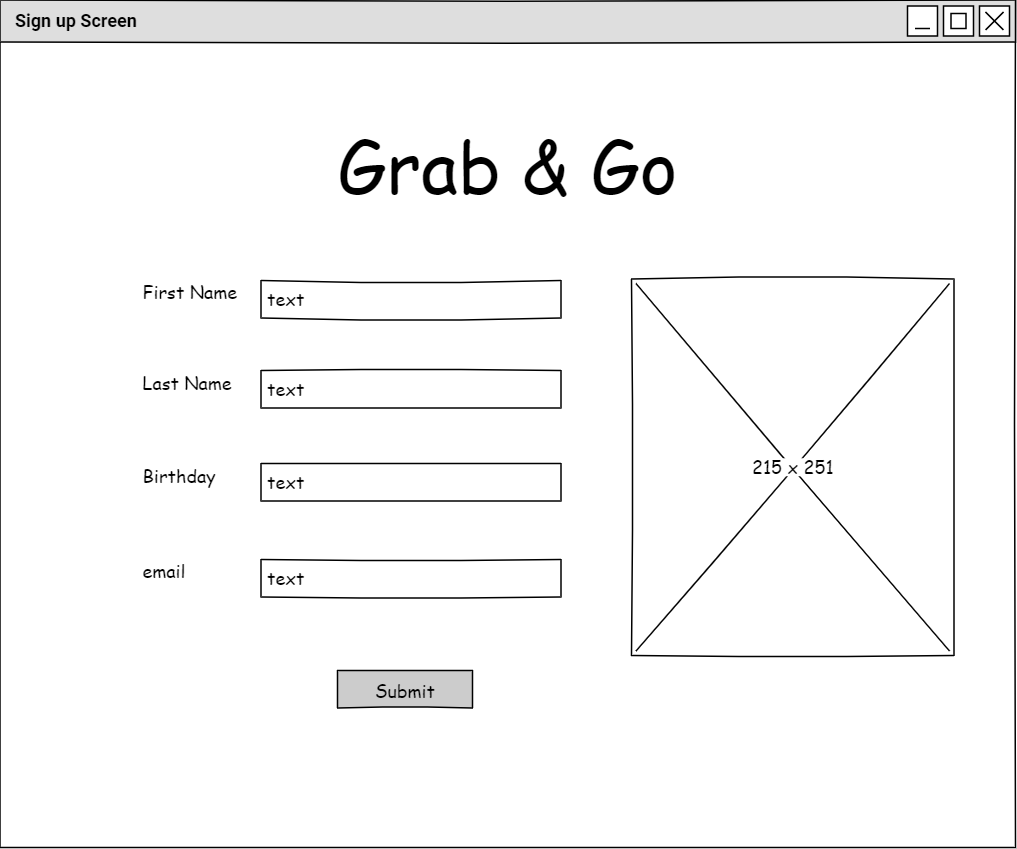 Sign up Screen
Grab & Go
First Name
text
Last Name
text
Birthday
text
email
text
Submit
215 x 251